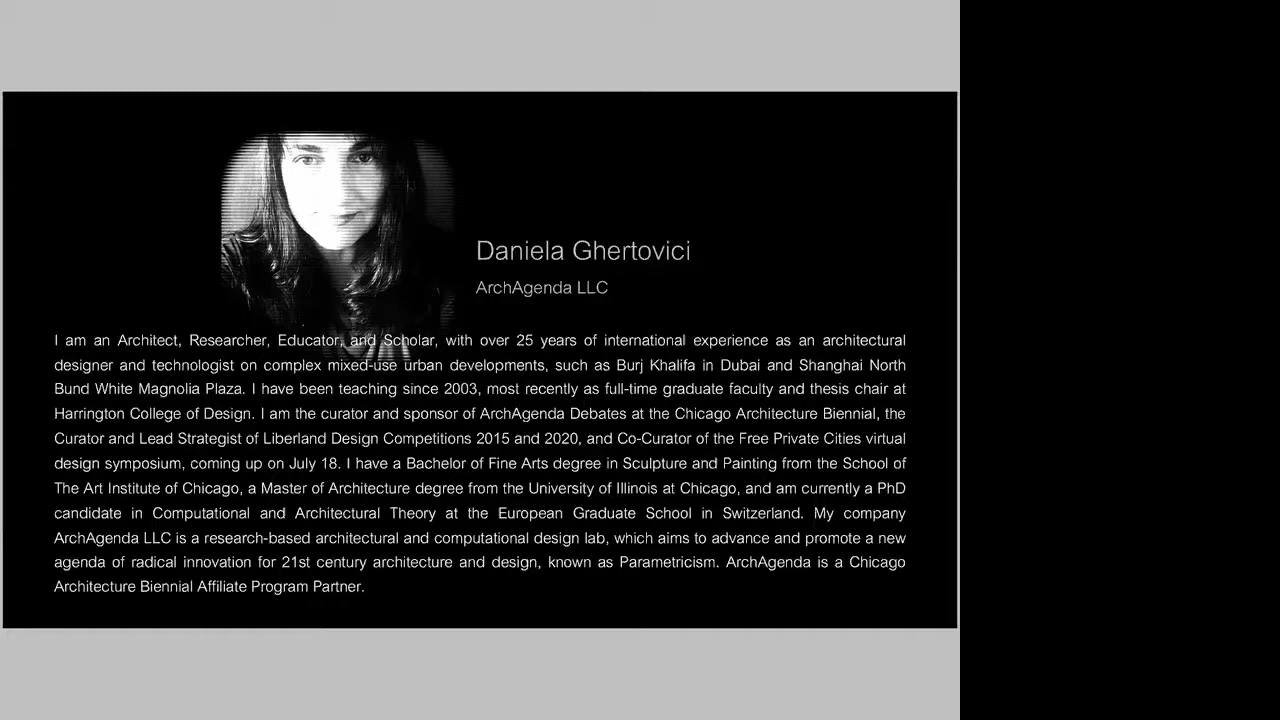 Daniela Ghertovici
ArchAgenda LLC
I am an Architect, Researcher, Educator, and Scholar, with over 25 years of international experience as an architectural
designer and technologist on complex mixed-use urban developments, such as Burj Khalifa in Dubai and Shanghai North
Bund White Magnolia Plaza. I have been teaching since 2003, most recently as full-time graduate faculty and thesis chair at
Harrington College of Design. I am the curator and sponsor of ArchAgenda Debates at the Chicago Architecture Biennial, the
Curator and Lead Strategist of Liberland Design Competitions 2015 and 2020, and Co-Curator of the Free Private Cities virtual
design symposium, coming up on July 18. I have a Bachelor of Fine Arts degree in Sculpture and Painting from the School of
The Art Institute of Chicago, a Master of Architecture degree from the University of Illinois at Chicago, and am currently a PhD
candidate in Computational and Architectural Theory at the European Graduate School in Switzerland. My company
ArchAgenda LLC is a research-based architectural and computational design lab, which aims to advance and promote a new
agenda of radical innovation for 21st century architecture and design, known as Parametricism. ArchAgenda is a Chicago
Architecture Biennial Affiliate Program Partner.